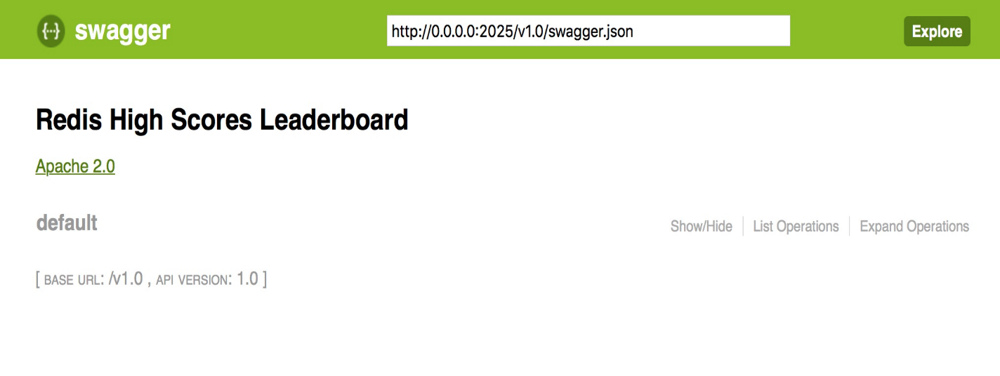 {···} swagger http://0.0.0.0:2025/v1.0/swagger.json Explore
Redis High Scores Leaderboard
Apache 2.0
default Show/Hide List Operations Expand Operations
[ BASE URL: /v1.0 , API VERSION: 1.0 ]